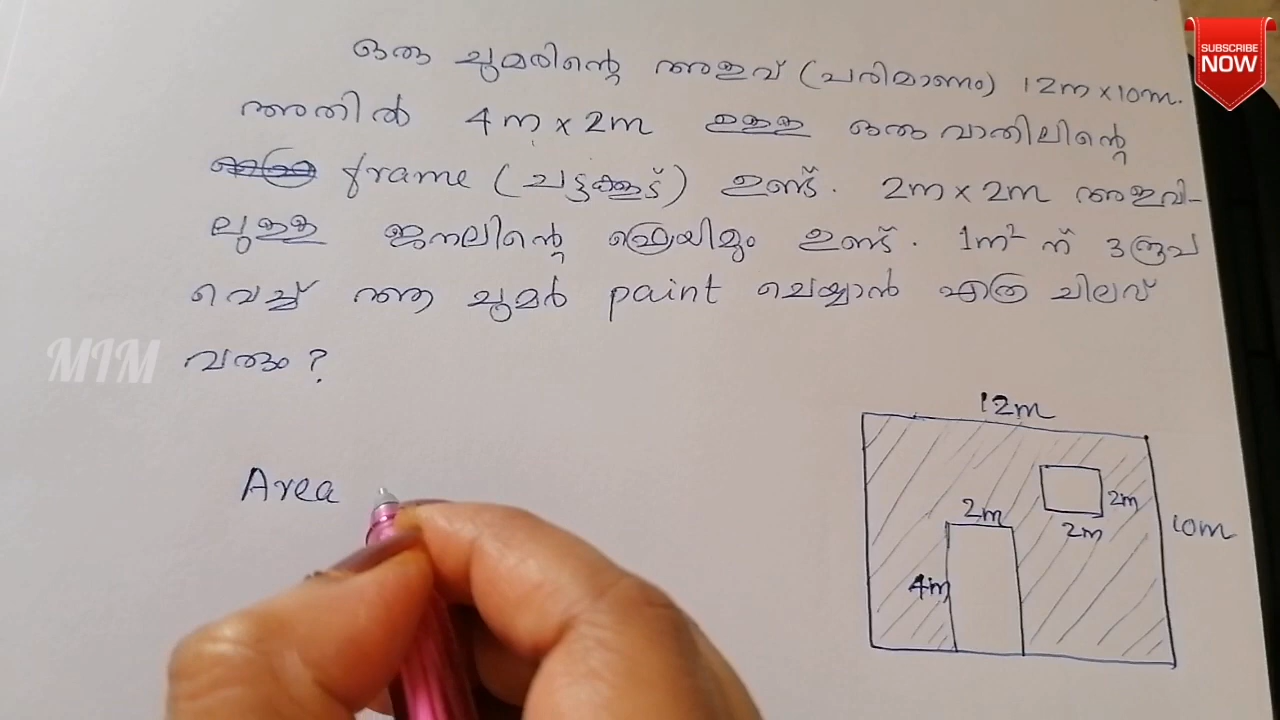 SUBSCRIBE
NOW
ഒരു ചുമരിന്റെ അളവ് (പരിമാണം) 12m x 10m.
അതിൽ 4m x 2m ഉള്ള ഒരു വാതിലിന്റെ
frame (ചട്ടക്കൂട്) ഉണ്ട്. 2m x 2m അളവി-
ലുള്ള ജനലിന്റെ ഫ്രെയിമും ഉണ്ട്. 1m² ന് 3 രൂപ
വെച്ച് ആ ചുമർ paint ചെയ്യാൻ എത്ര ചിലവ്
വരും?
MIM
12m
Area
2m
2m
2m
10m
4m